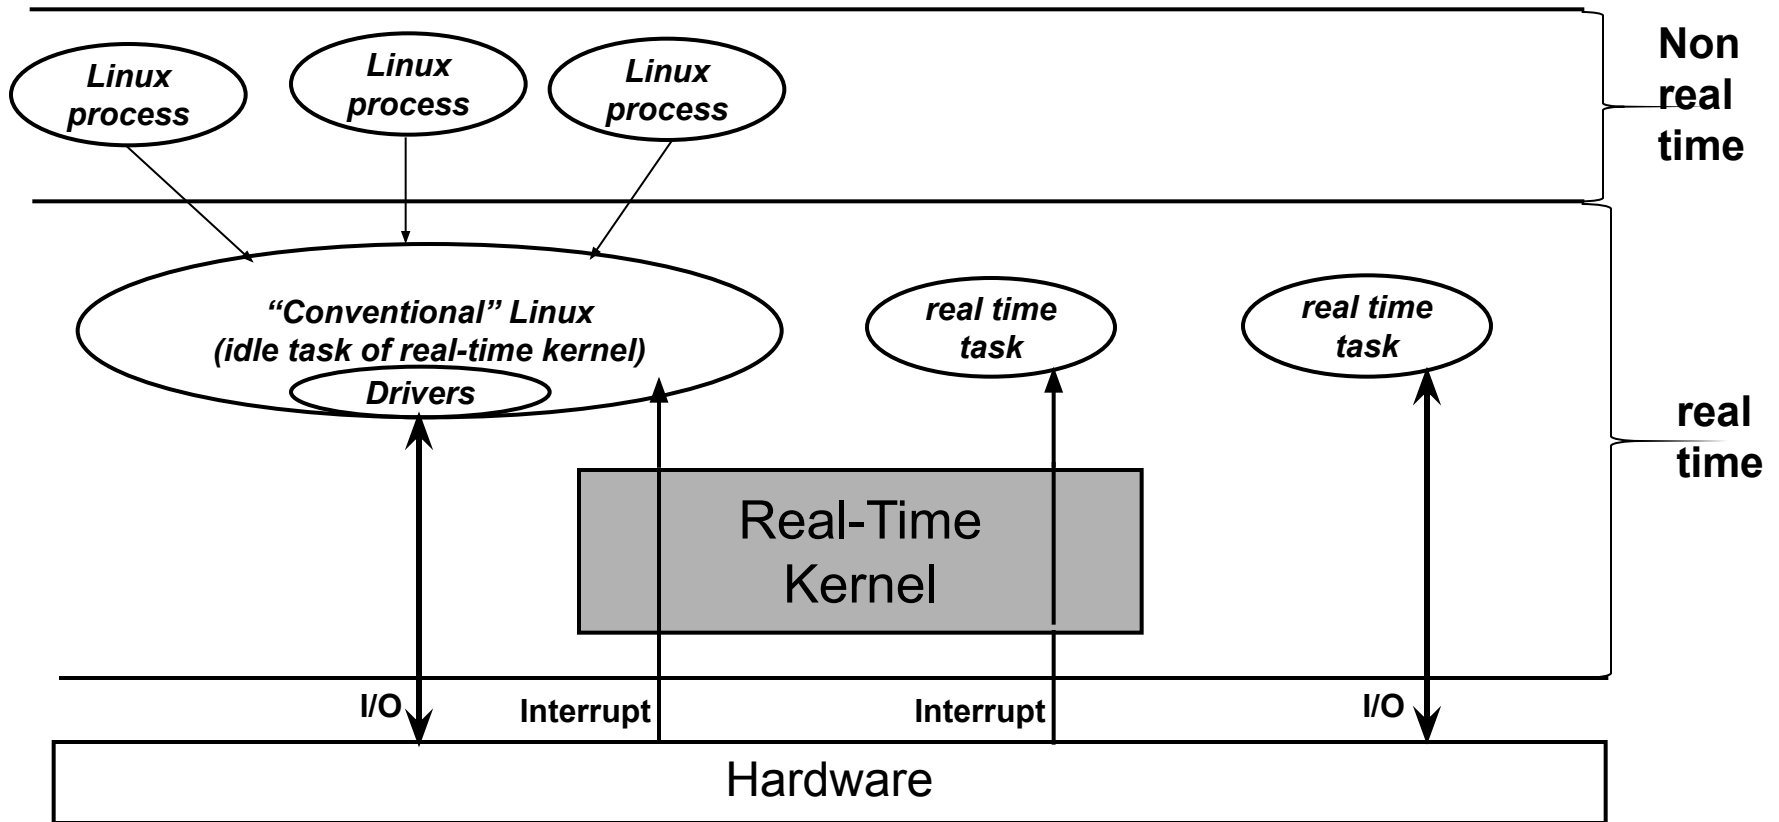 Linux
process
Linux
process
Linux
process
Non
real
time
“Conventional” Linux
(idle task of real-time kernel)
Drivers
real time
task
real time
task
real
time
Real-Time
Kernel
I/O
Interrupt
Interrupt
I/O
Hardware